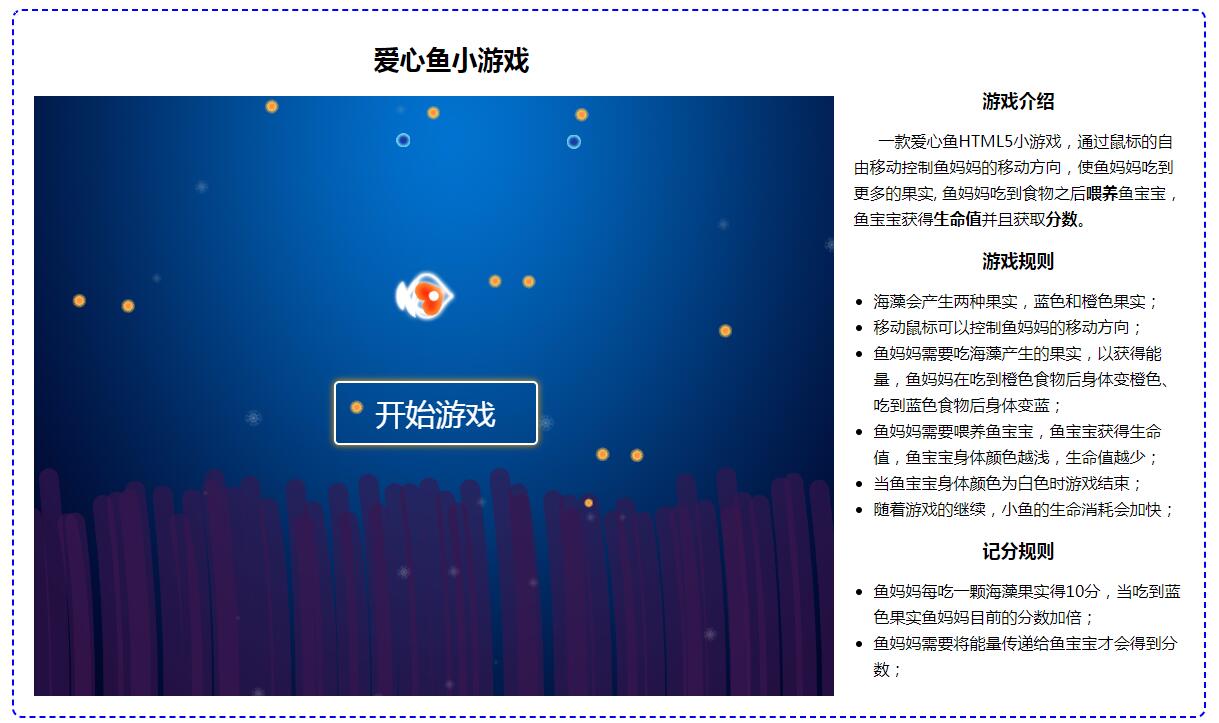 爱心鱼小游戏
开始游戏
游戏介绍
一款爱心鱼HTML5小游戏，通过鼠标的自
由移动控制鱼妈妈的移动方向，使鱼妈妈吃到
更多的果实, 鱼妈妈吃到食物之后喂养鱼宝宝，
鱼宝宝获得生命值并且获取分数。
游戏规则
海藻会产生两种果实，蓝色和橙色果实；
移动鼠标可以控制鱼妈妈的移动方向；
鱼妈妈需要吃海藻产生的果实，以获得能
量，鱼妈妈在吃到橙色食物后身体变橙色、
吃到蓝色食物后身体变蓝；
鱼妈妈需要喂养鱼宝宝，鱼宝宝获得生命
值，鱼宝宝身体颜色越浅，生命值越少；
当鱼宝宝身体颜色为白色时游戏结束；
随着游戏的继续，小鱼的生命消耗会加快；
记分规则
鱼妈妈每吃一颗海藻果实得10分，当吃到蓝
色果实鱼妈妈目前的分数加倍；
鱼妈妈需要将能量传递给鱼宝宝才会得到分
数；